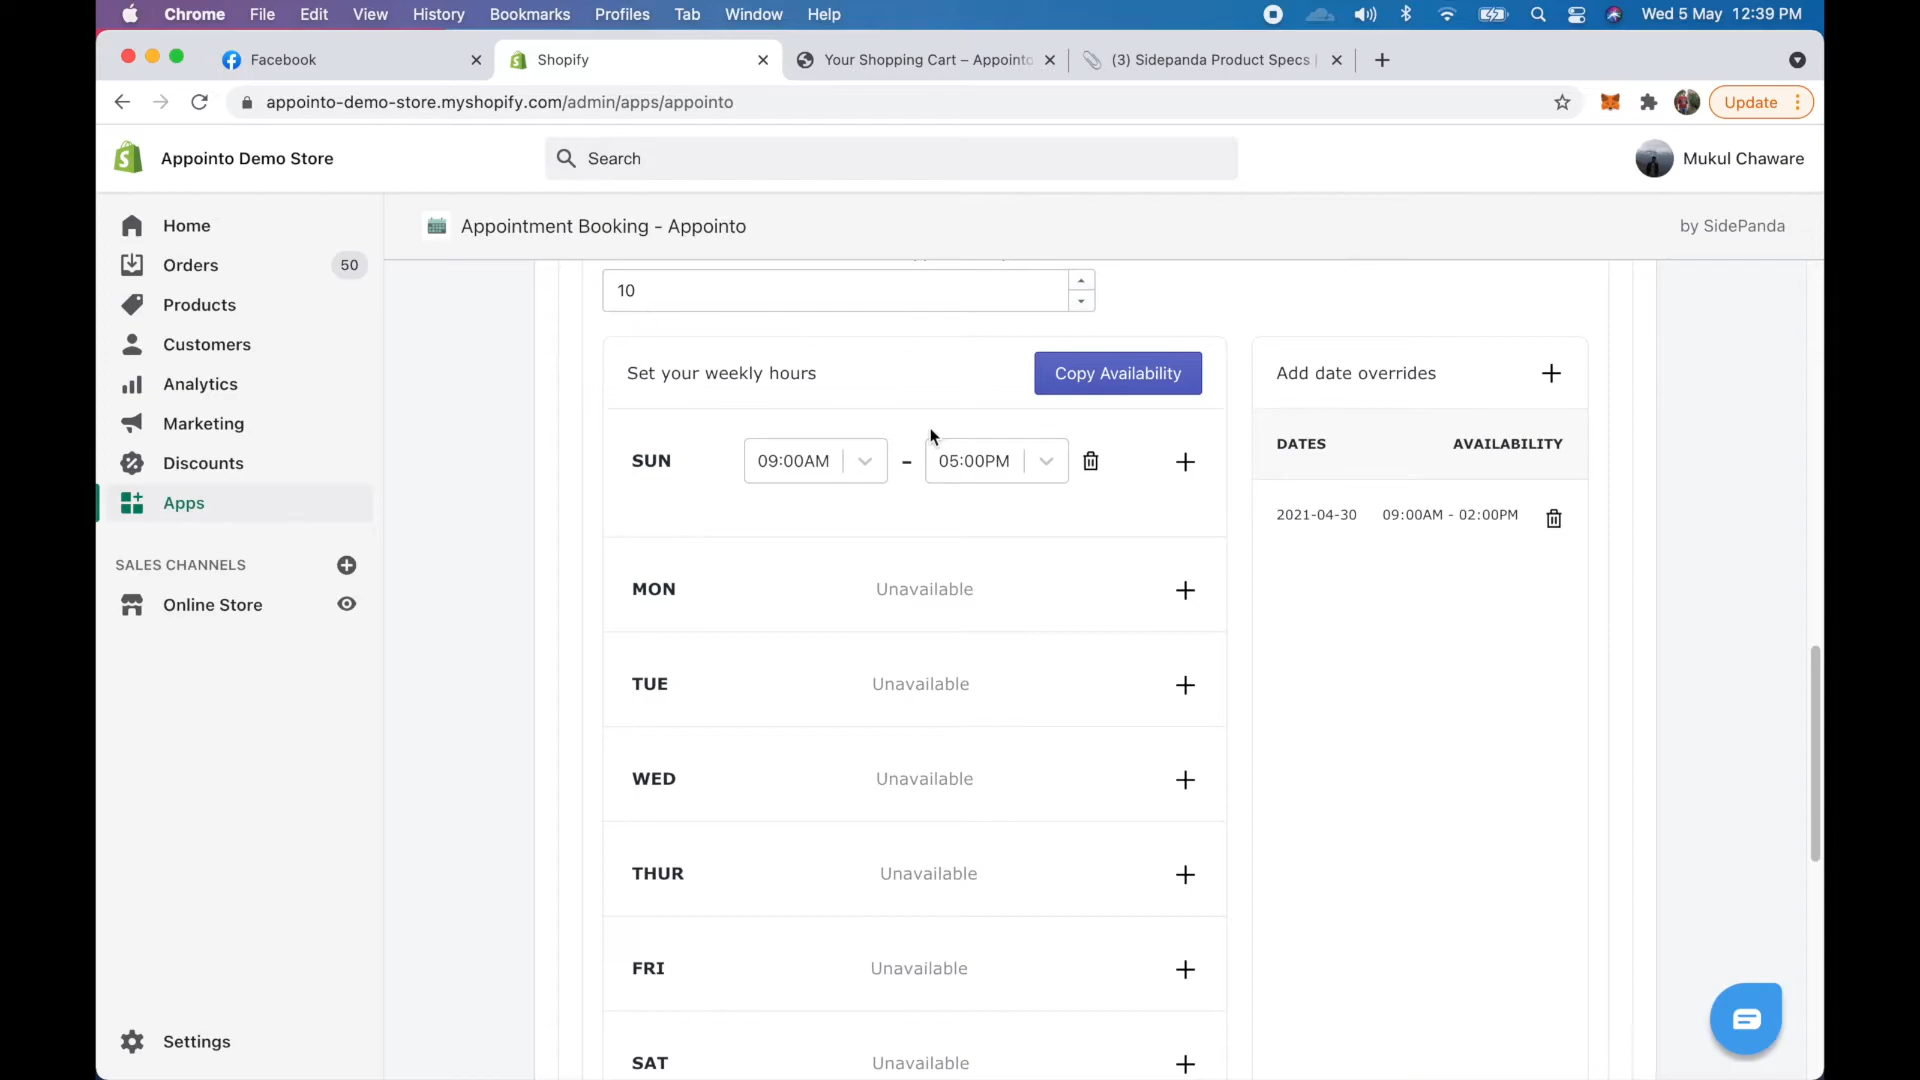 Chrome File Edit View History Bookmarks Profiles Tab Window Help Wed 5 May 12:39 PM
Facebook Shopify Your Shopping Cart – Appointo (3) Sidepanda Product Specs
appointo-demo-store.myshopify.com/admin/apps/appointo Update
Appointo Demo Store Search Mukul Chaware
Home
Orders 50
Products
Customers
Analytics
Marketing
Discounts
Apps
SALES CHANNELS
Online Store
Settings
Appointment Booking - Appointo by SidePanda
10
Set your weekly hours Copy Availability
SUN 09:00AM - 05:00PM
MON Unavailable
TUE Unavailable
WED Unavailable
THUR Unavailable
FRI Unavailable
SAT Unavailable
Add date overrides
DATES AVAILABILITY
2021-04-30 09:00AM - 02:00PM